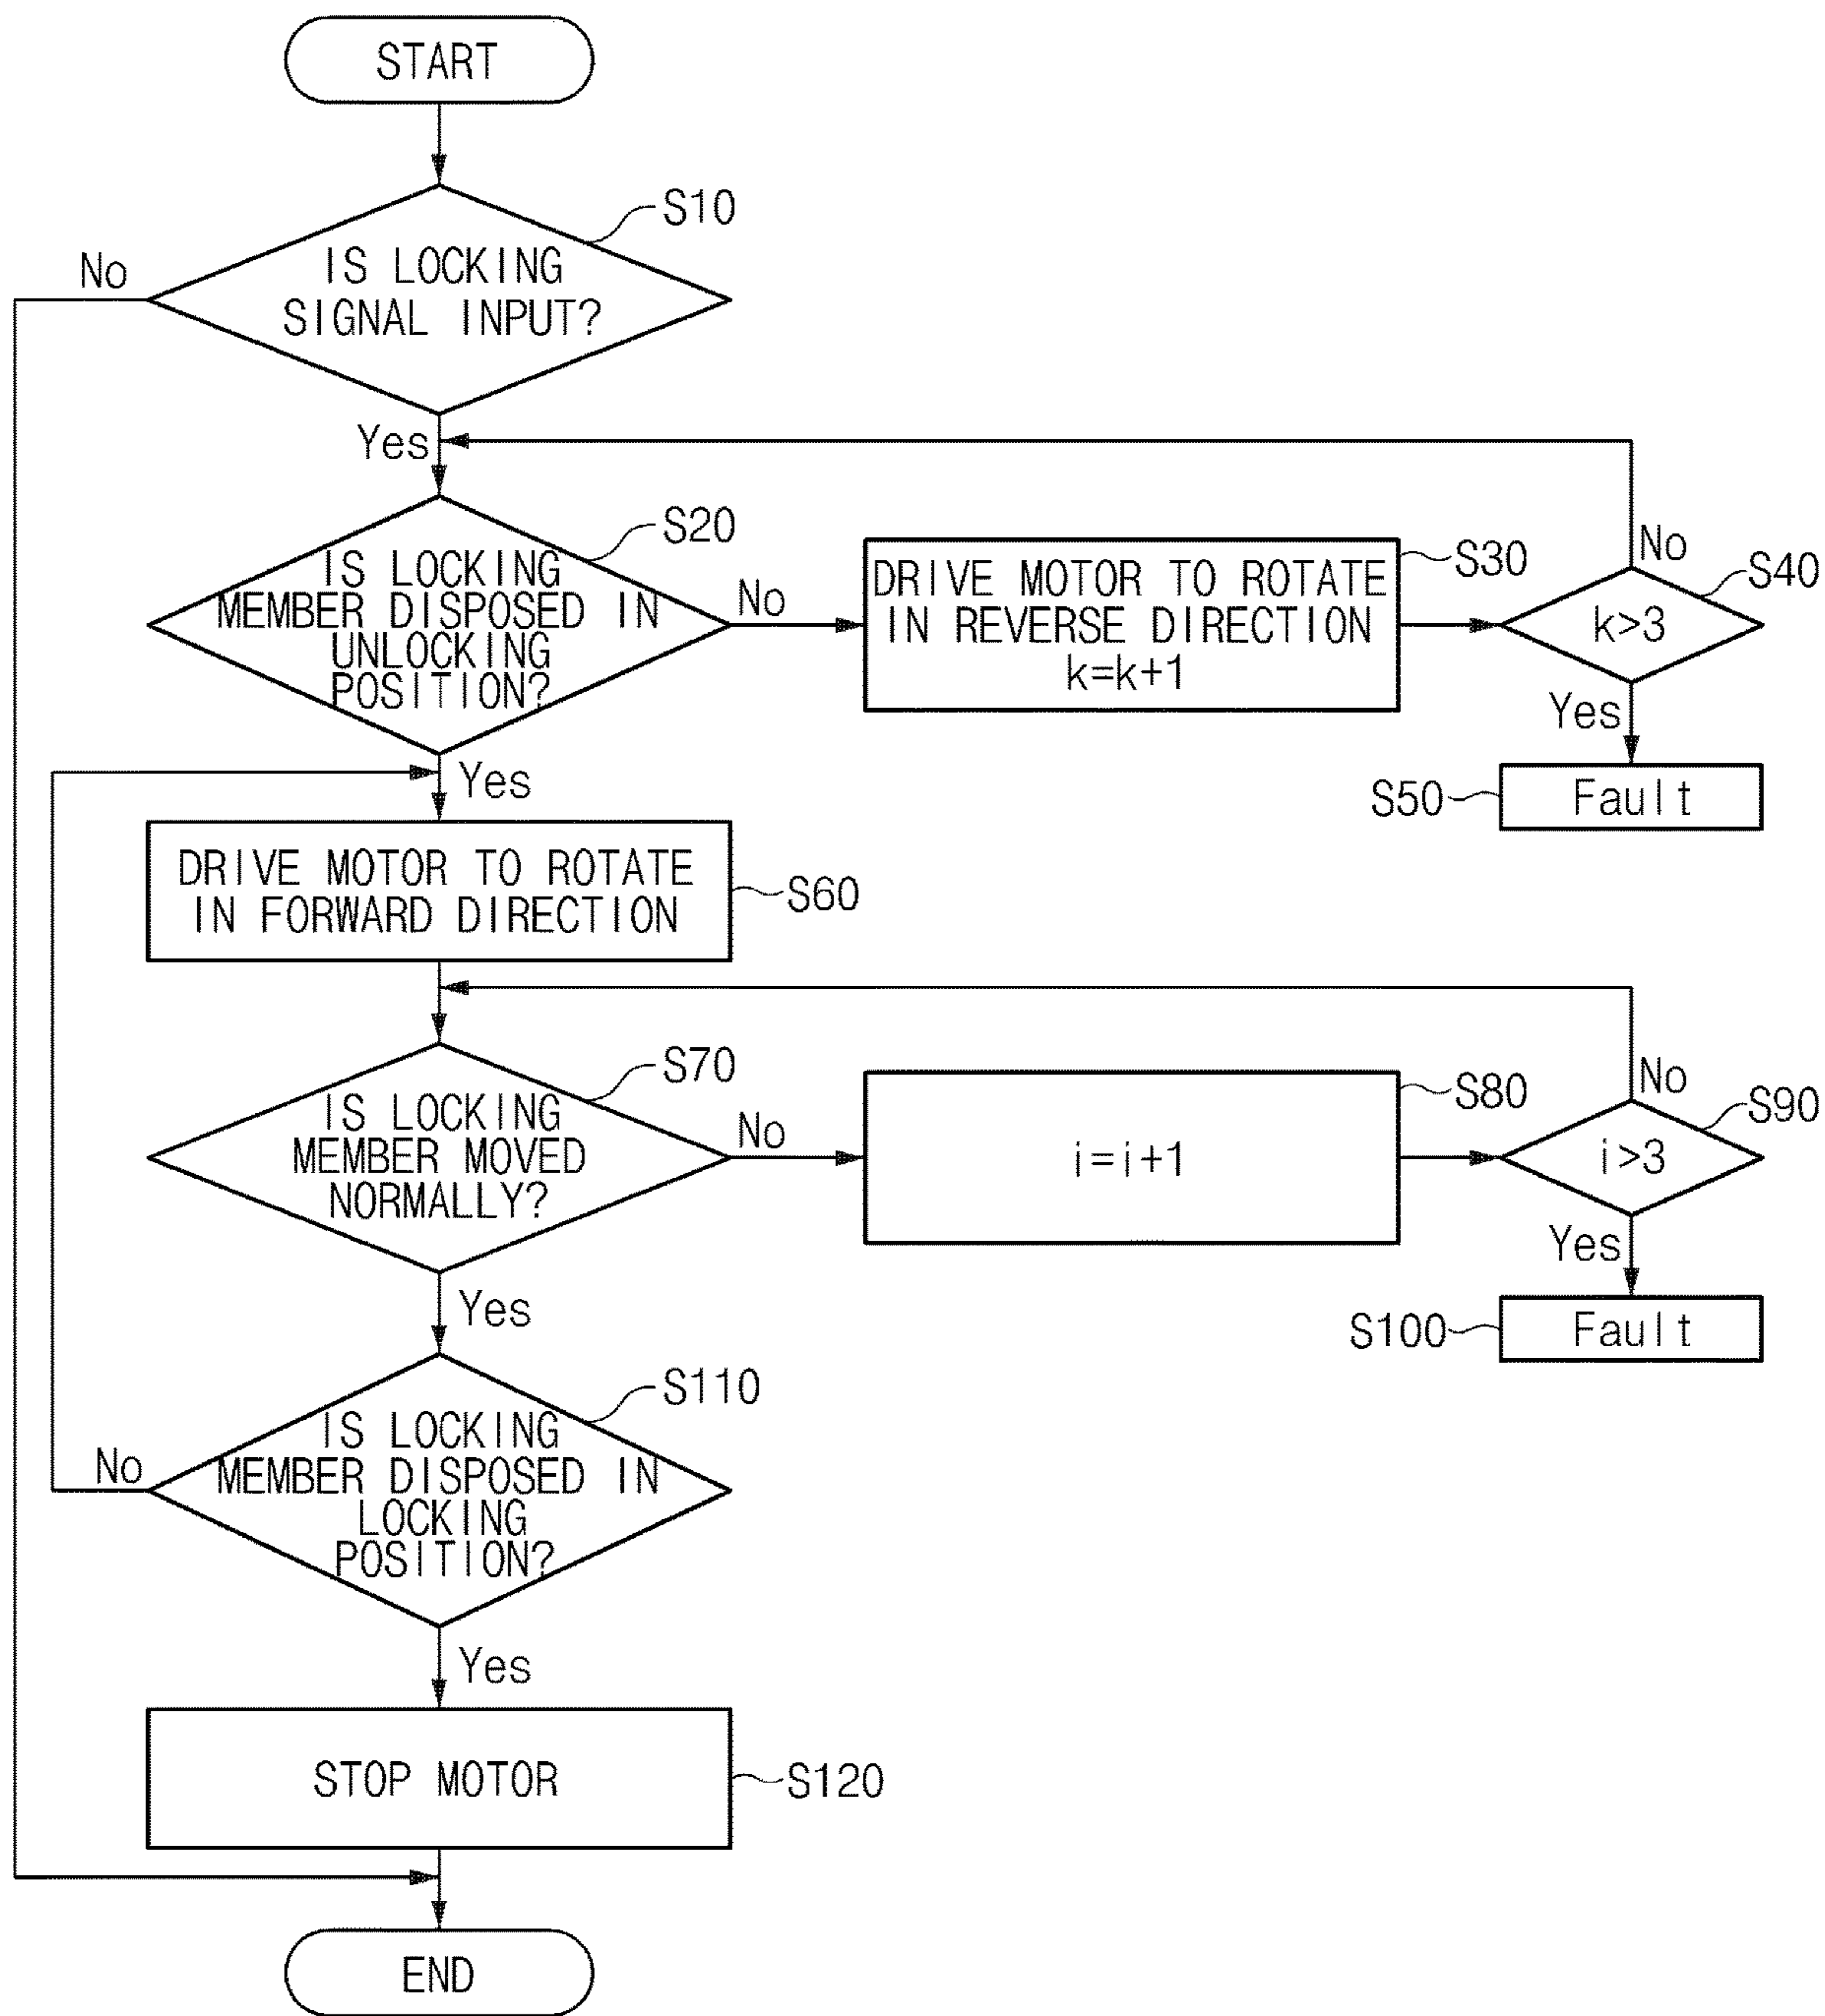 START
S10
No
IS LOCKING
SIGNAL INPUT?
Yes
S20
IS LOCKING
MEMBER DISPOSED IN
UNLOCKING
POSITION?
No
DRIVE MOTOR TO ROTATE
IN REVERSE DIRECTION
k=k+1
S30
No
S40
k>3
Yes
S50
Fault
Yes
DRIVE MOTOR TO ROTATE
IN FORWARD DIRECTION
S60
S70
IS LOCKING
MEMBER MOVED
NORMALLY?
No
i=i+1
S80
No
S90
i>3
Yes
S100
Fault
Yes
S110
IS LOCKING
MEMBER DISPOSED IN
LOCKING
POSITION?
No
Yes
STOP MOTOR
S120
END